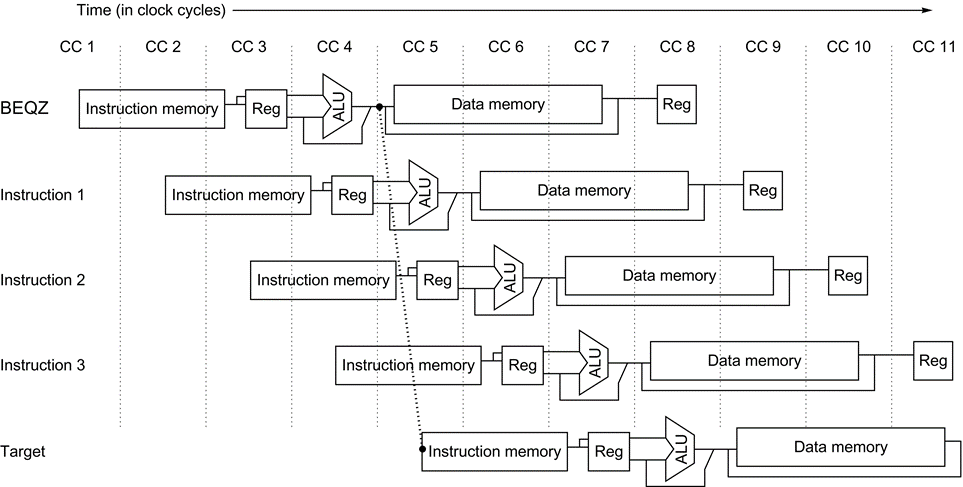 Time (in clock cycles)
CC 1 CC 2 CC 3 CC 4 CC 5 CC 6 CC 7 CC 8 CC 9 CC 10 CC 11
BEQZ Instruction memory Reg ALU Data memory Reg
Instruction 1 Instruction memory Reg ALU Data memory Reg
Instruction 2 Instruction memory Reg ALU Data memory Reg
Instruction 3 Instruction memory Reg ALU Data memory Reg
Target Instruction memory Reg ALU Data memory